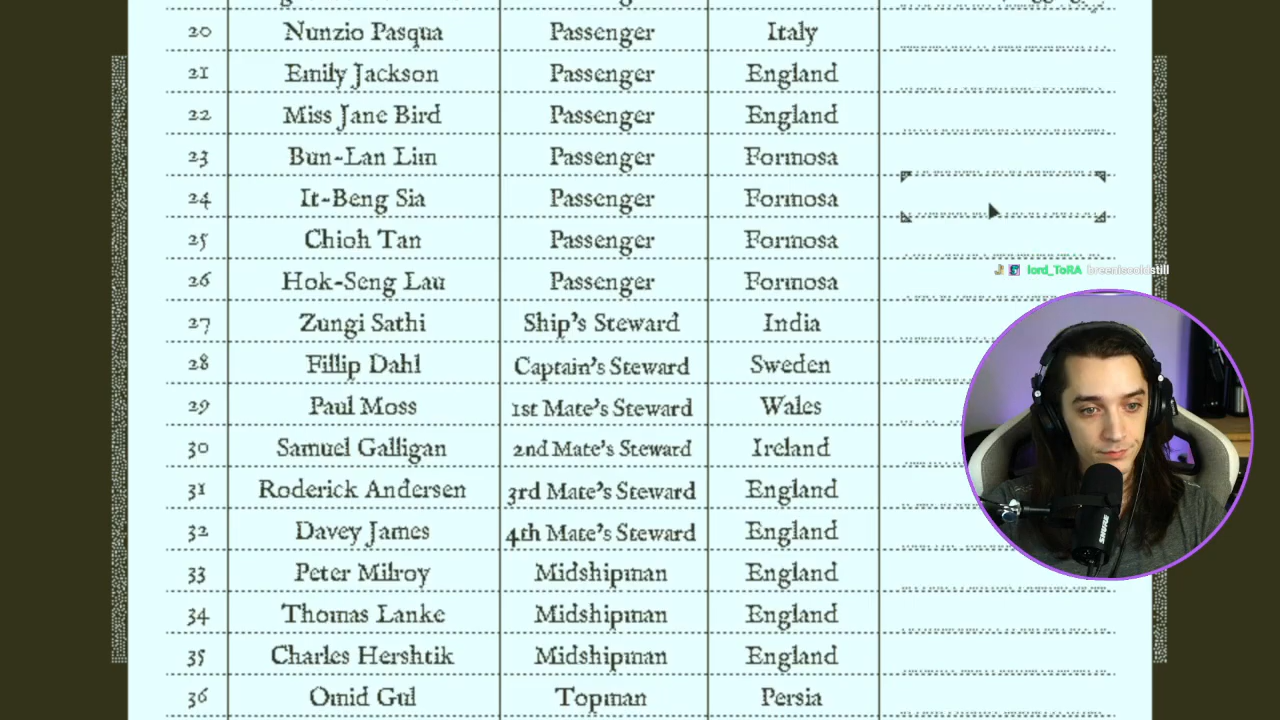 20 Nunzio Pasqua Passenger Italy
21 Emily Jackson Passenger England
22 Miss Jane Bird Passenger England
23 Bun-Lan Lim Passenger Formosa
24 It-Beng Sia Passenger Formosa
25 Chioh Tan Passenger Formosa
lord_ToRA
26 Hok-Seng Lau Passenger Formosa
27 Zungi Sathi Ship's Steward India
28 Fillip Dahl Captain's Steward Sweden
29 Paul Moss 1st Mate's Steward Wales
30 Samuel Galligan 2nd Mate's Steward Ireland
31 Roderick Andersen 3rd Mate's Steward England
32 Davey James 4th Mate's Steward England
SHURE
33 Peter Milroy Midshipman England
34 Thomas Lanke Midshipman England
35 Charles Hershtik Midshipman England
36 Omid Gul Topman Persia